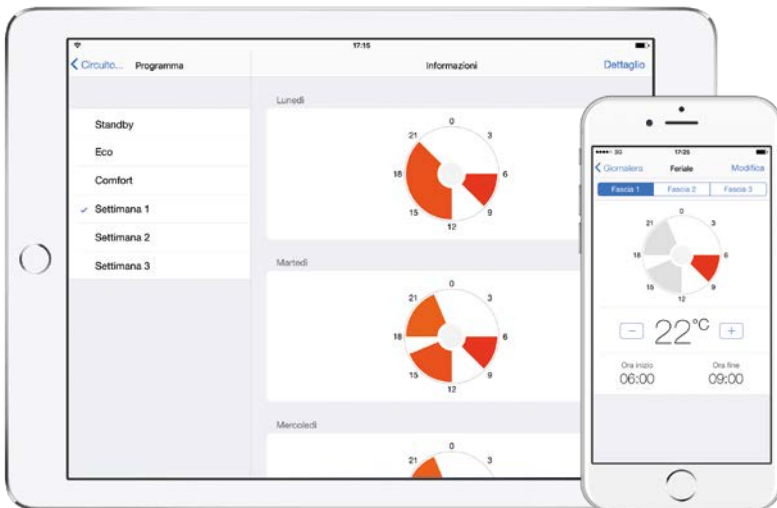 17:15
Circuito... Programma
Informazioni
Dettaglio
Standby
Eco
Comfort
Settimana 1
Settimana 2
Settimana 3
Lunedì
0
3
6
9
12
15
18
21
Martedì
0
3
6
9
12
15
18
21
Mercoledì
0
3
21
3G
17:25
Giornaliera
Feriale
Modifica
Fascia 1
Fascia 2
Fascia 3
0
3
6
9
12
15
18
21
− 22°C +
Ora inizio
Ora fine
06:00
09:00